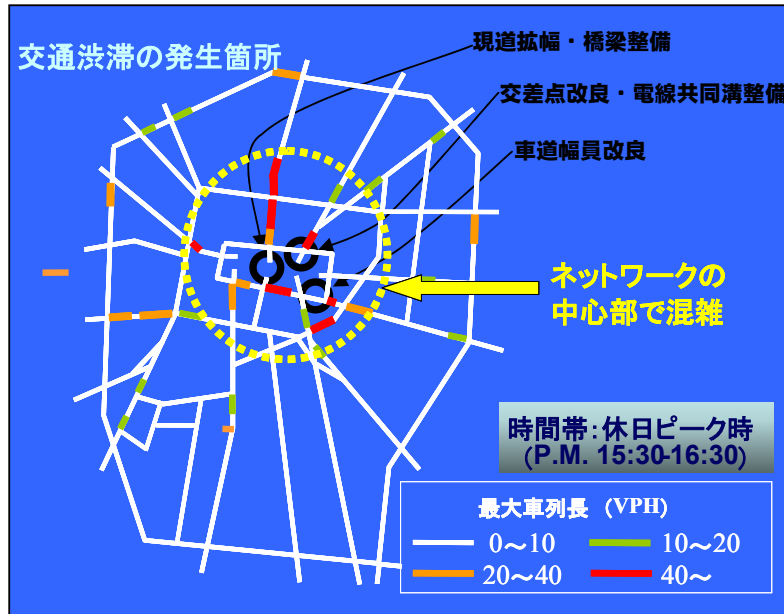 交通渋滞の発生箇所
現道拡幅・橋梁整備
交差点改良・電線共同溝整備
車道幅員改良
ネットワークの
中心部で混雑
時間帯：休日ピーク時
(P.M. 15:30-16:30)
最大車列長 (VPH)
0～10
10～20
20～40
40～